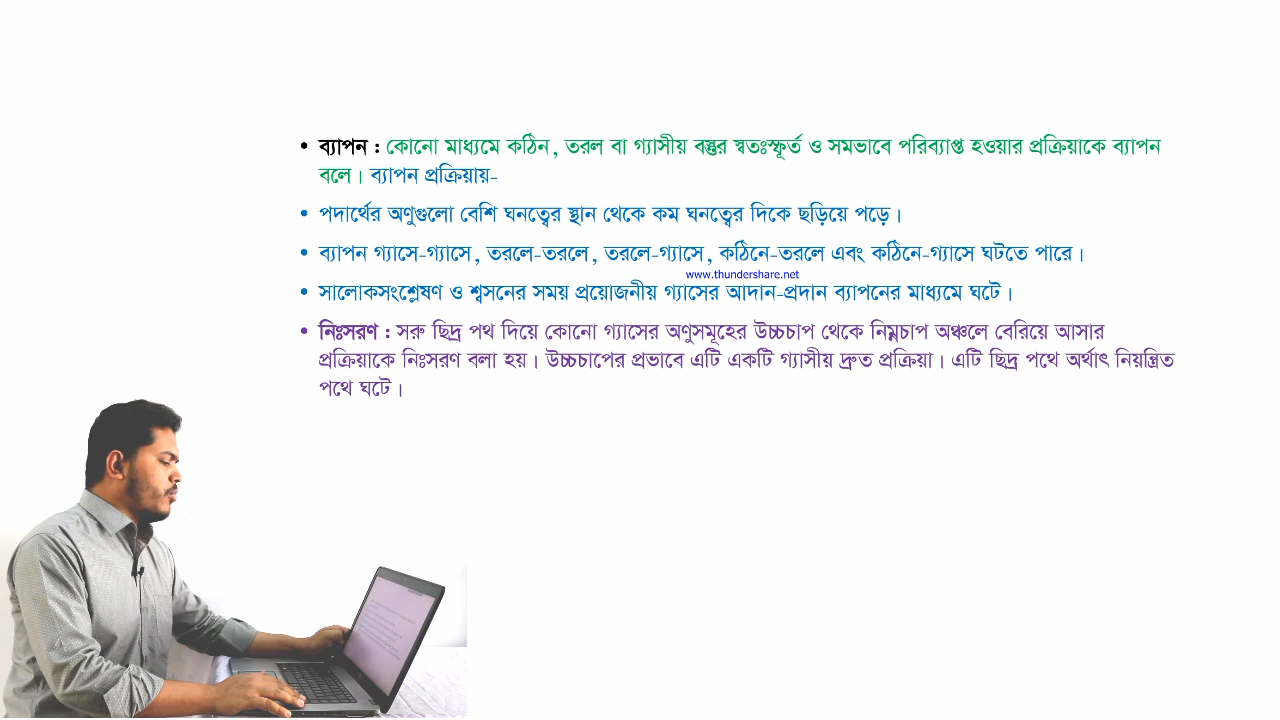 • ব্যাপন : কোনো মাধ্যমে কঠিন, তরল বা গ্যাসীয় বস্তুর স্বতঃস্ফূর্ত ও সমভাবে পরিব্যাপ্ত হওয়ার প্রক্রিয়াকে ব্যাপন
বলে। ব্যাপন প্রক্রিয়ায়-
• পদার্থের অণুগুলো বেশি ঘনত্বের স্থান থেকে কম ঘনত্বের দিকে ছড়িয়ে পড়ে।
• ব্যাপন গ্যাসে-গ্যাসে, তরলে-তরলে, তরলে-গ্যাসে, কঠিনে-তরলে এবং কঠিনে-গ্যাসে ঘটতে পারে।
www.thundershare.net
• সালোকসংশ্লেষণ ও শ্বসনের সময় প্রয়োজনীয় গ্যাসের আদান-প্রদান ব্যাপনের মাধ্যমে ঘটে।
• নিঃসরণ : সরু ছিদ্র পথ দিয়ে কোনো গ্যাসের অণুসমূহের উচ্চচাপ থেকে নিম্নচাপ অঞ্চলে বেরিয়ে আসার
প্রক্রিয়াকে নিঃসরণ বলা হয়। উচ্চচাপের প্রভাবে এটি একটি গ্যাসীয় দ্রুত প্রক্রিয়া। এটি ছিদ্র পথে অর্থাৎ নিয়ন্ত্রিত
পথে ঘটে।